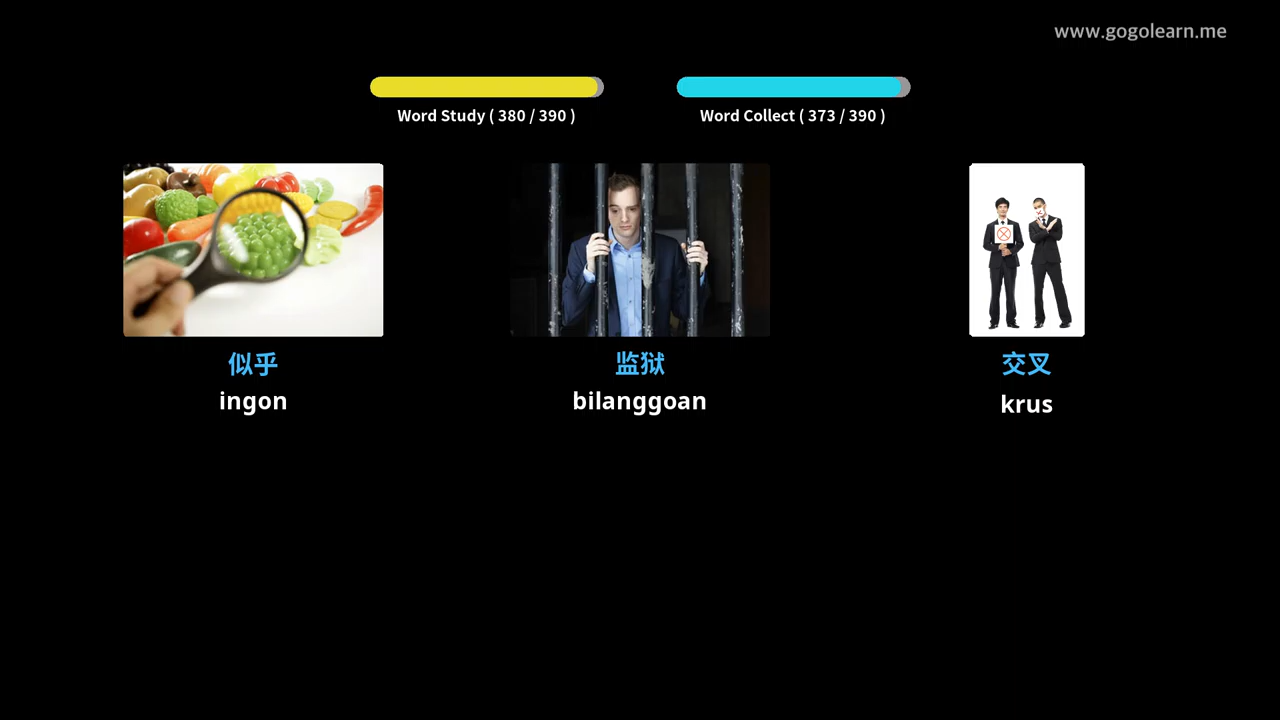 www.gogolearn.me
Word Study ( 380 / 390 )
Word Collect ( 373 / 390 )
似乎
监狱
交叉
ingon
bilanggoan
krus